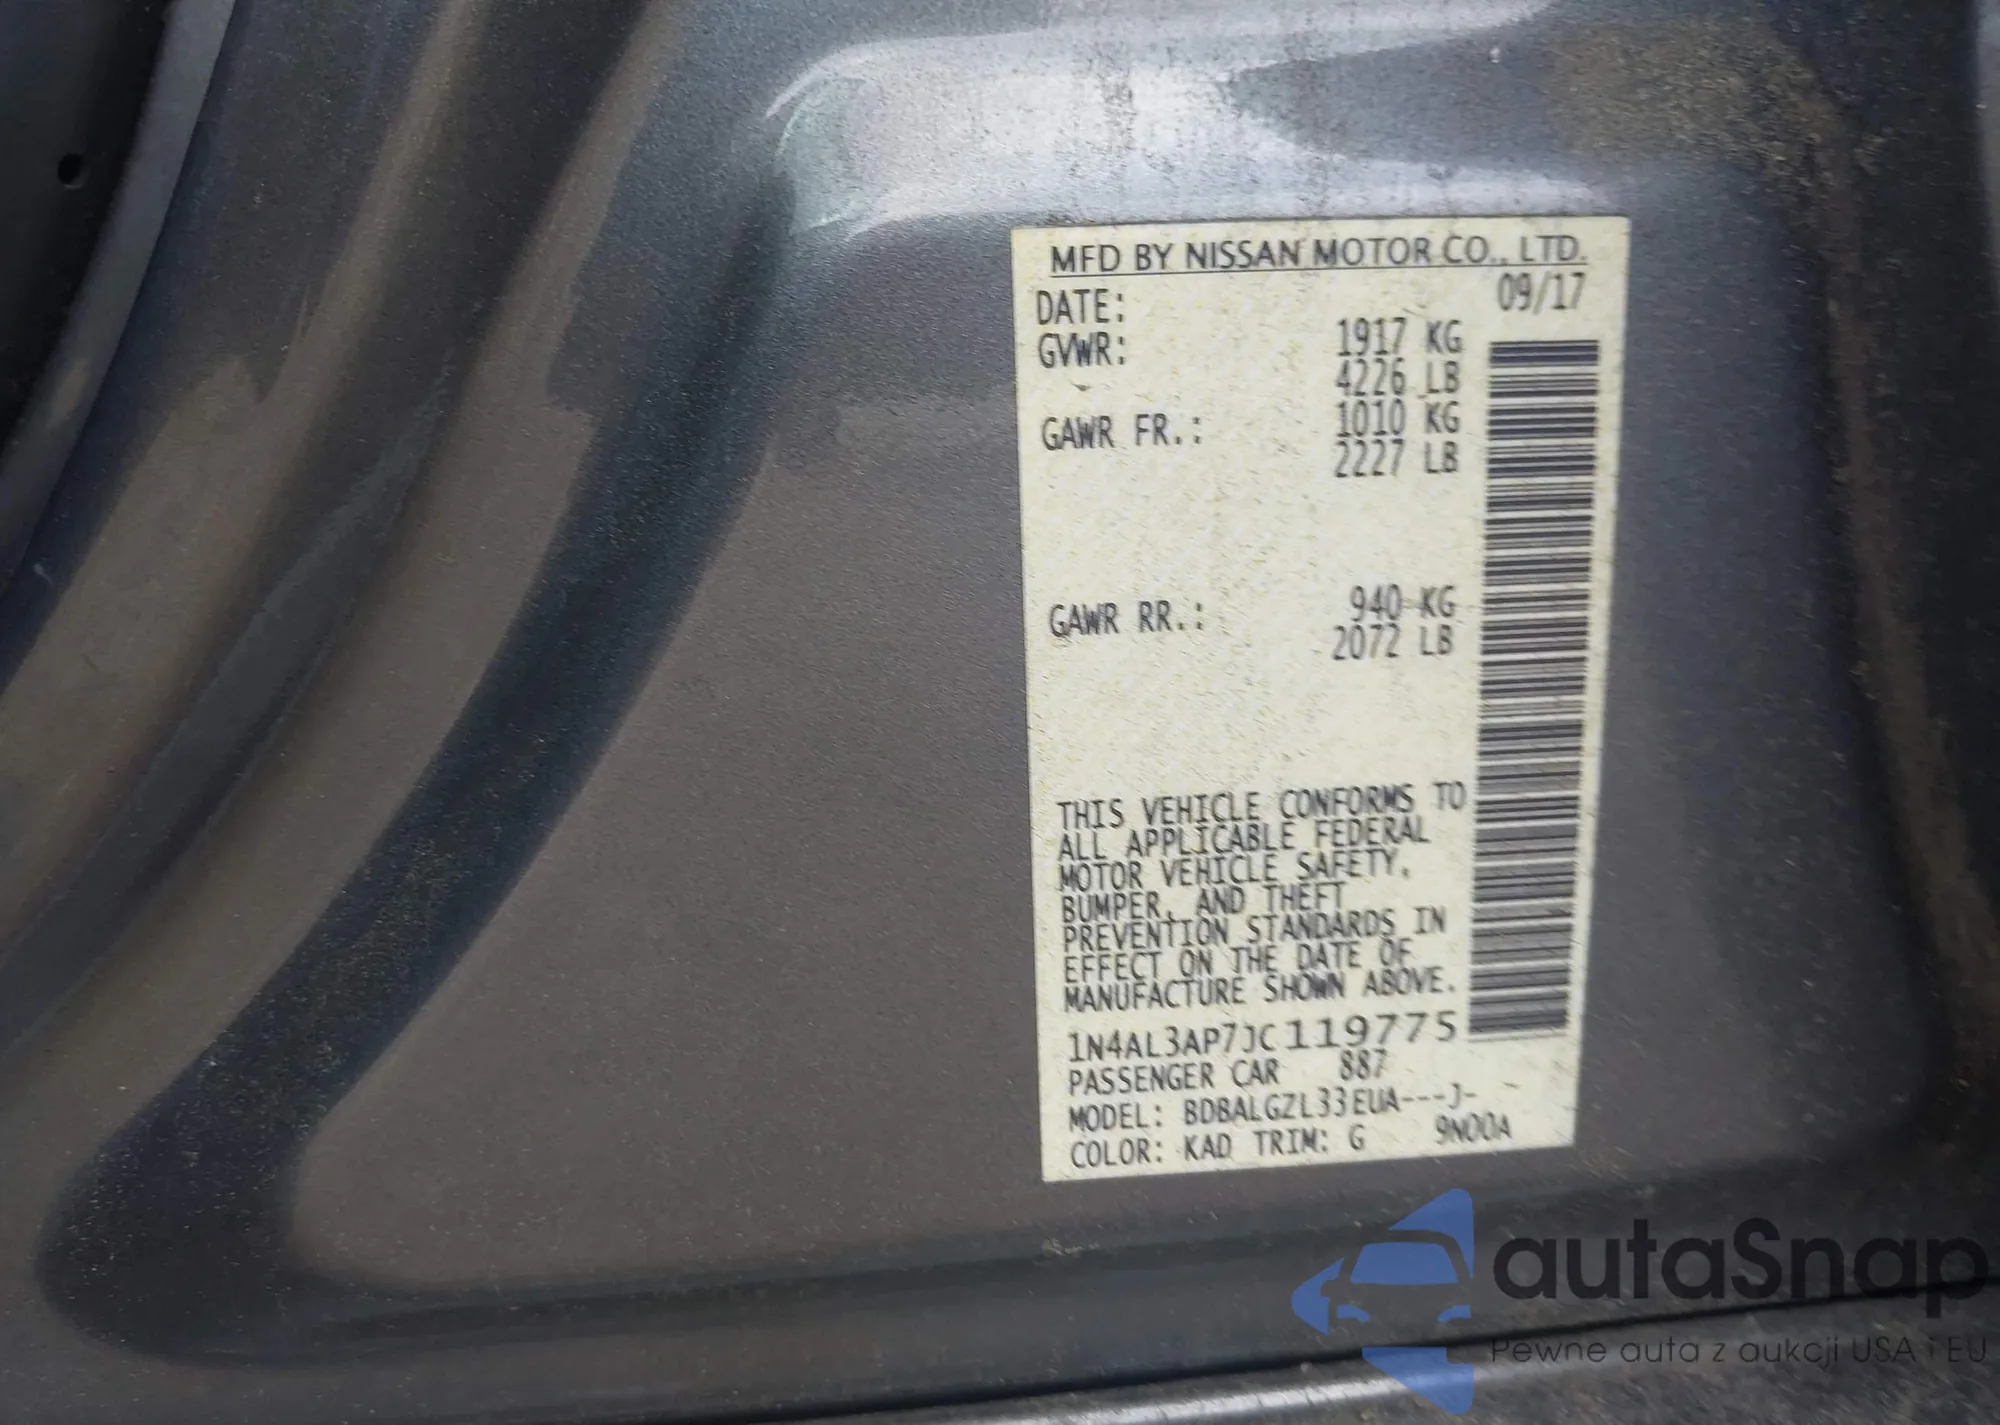 MFD BY NISSAN MOTOR CO., LTD.
DATE: 09/17
GVWR: 1917 KG
4226 LB
GAWR FR.: 1010 KG
2227 LB
GAWR RR.: 940 KG
2072 LB
THIS VEHICLE CONFORMS TO
ALL APPLICABLE FEDERAL
MOTOR VEHICLE SAFETY,
BUMPER, AND THEFT
PREVENTION STANDARDS IN
EFFECT ON THE DATE OF
MANUFACTURE SHOWN ABOVE.
1N4AL3AP7JC119775
PASSENGER CAR 887
MODEL: BDBALGZL33EUA---J-
COLOR: KAD TRIM: G 9N00A
autaSnap
Pewne auta z aukcji USA i EU